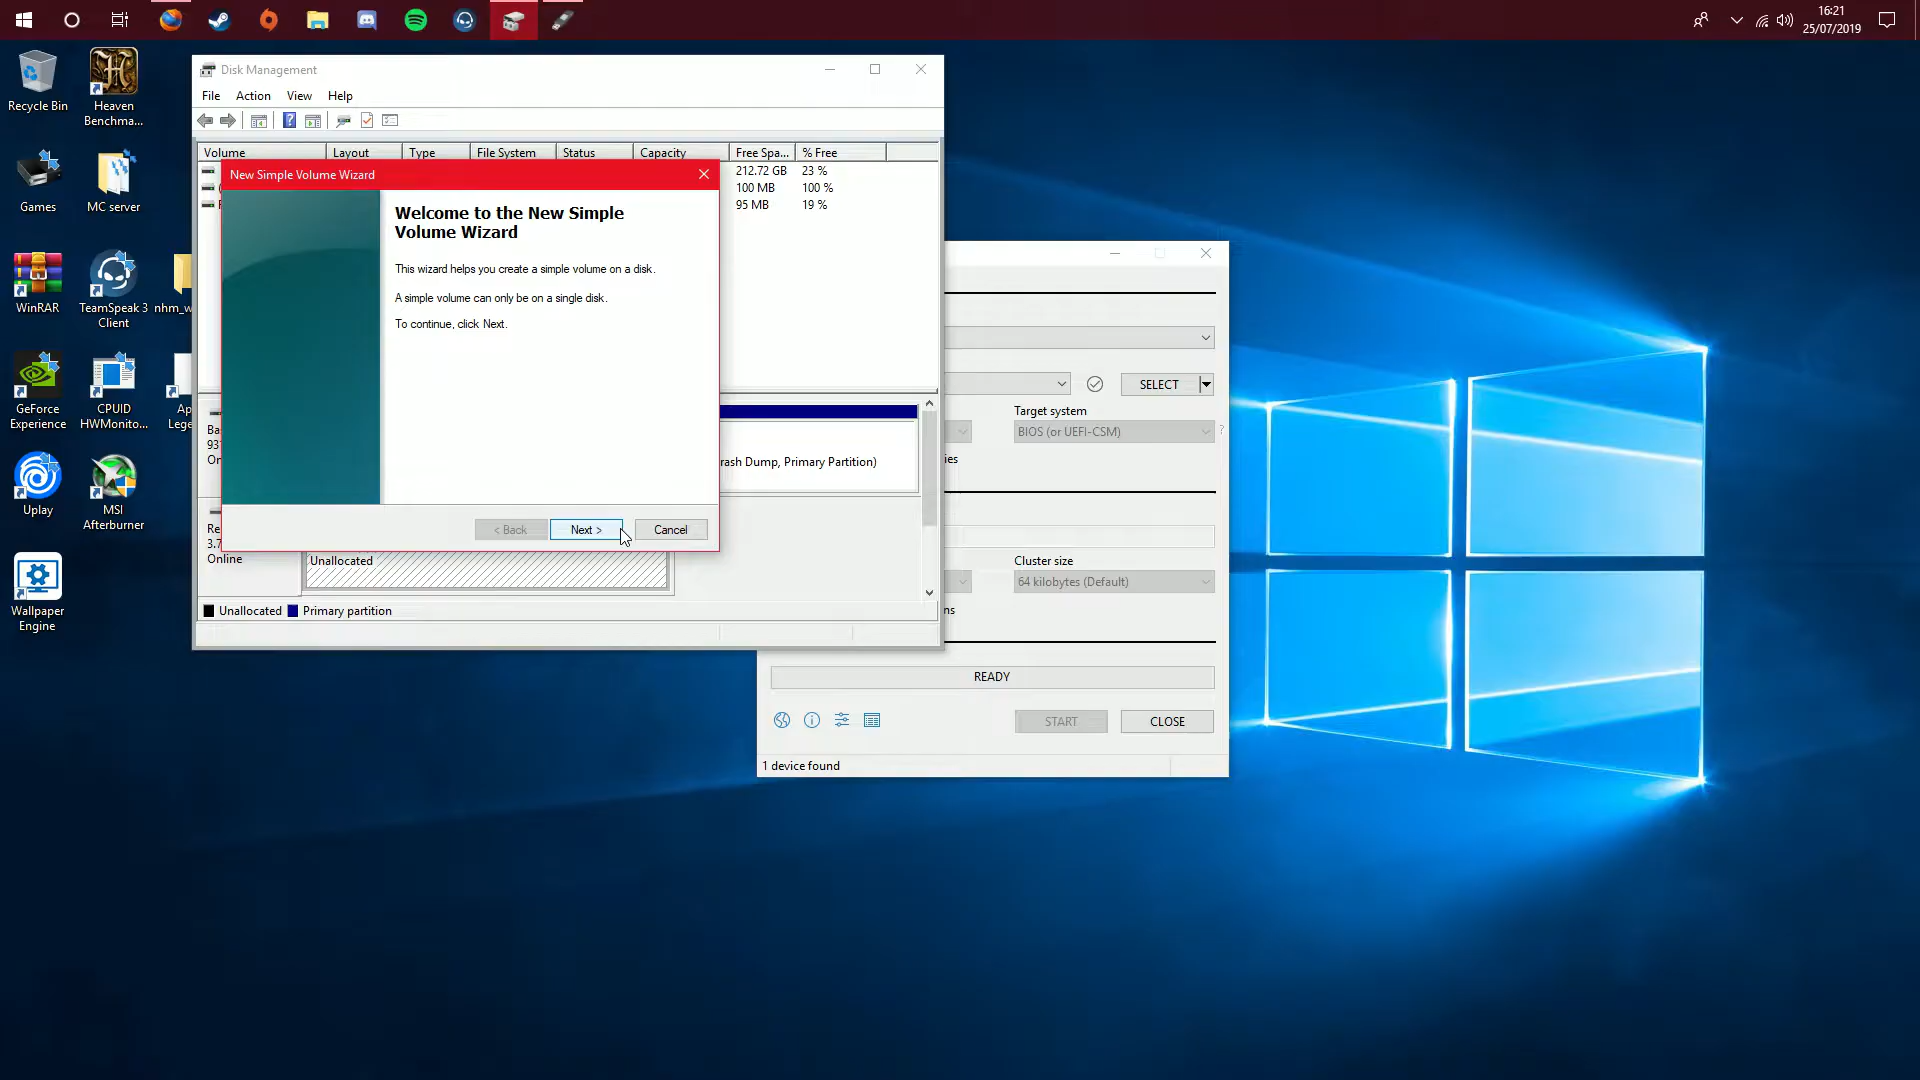 16:21
25/07/2019
Recycle Bin
Heaven
Benchma...
Games
MC server
WinRAR
TeamSpeak 3
Client
nhm_w
GeForce
Experience
CPUID
HWMonito...
Ap
Lege
Uplay
MSI
Afterburner
Wallpaper
Engine
Disk Management
File Action View Help
Volume Layout Type File System Status Capacity Free Spa... % Free
212.72 GB 23 %
100 MB 100 %
95 MB 19 %
New Simple Volume Wizard
Welcome to the New Simple
Volume Wizard
This wizard helps you create a simple volume on a disk.
A simple volume can only be on a single disk.
To continue, click Next.
< Back Next > Cancel
Ba
931
On
rash Dump, Primary Partition)
Re
3.7
Online
Unallocated
Unallocated Primary partition
SELECT
Target system
BIOS (or UEFI-CSM)
?
ies
Cluster size
64 kilobytes (Default)
ns
READY
START CLOSE
1 device found